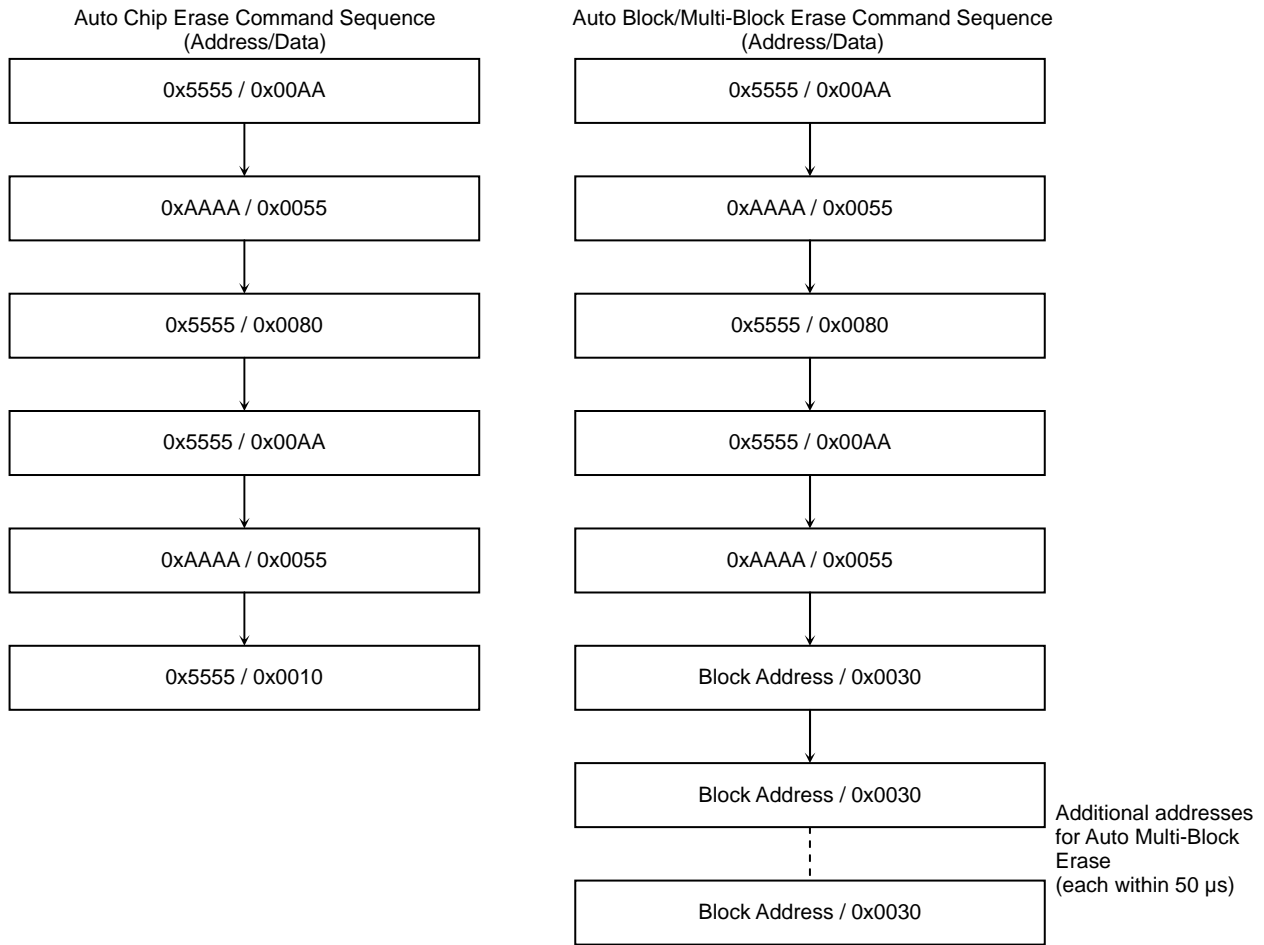 Auto Chip Erase Command Sequence
(Address/Data)
0x5555 / 0x00AA
0xAAAA / 0x0055
0x5555 / 0x0080
0x5555 / 0x00AA
0xAAAA / 0x0055
0x5555 / 0x0010
Auto Block/Multi-Block Erase Command Sequence
(Address/Data)
0x5555 / 0x00AA
0xAAAA / 0x0055
0x5555 / 0x0080
0x5555 / 0x00AA
0xAAAA / 0x0055
Block Address / 0x0030
Block Address / 0x0030
Block Address / 0x0030
Additional addresses
for Auto Multi-Block
Erase
(each within 50 μs)